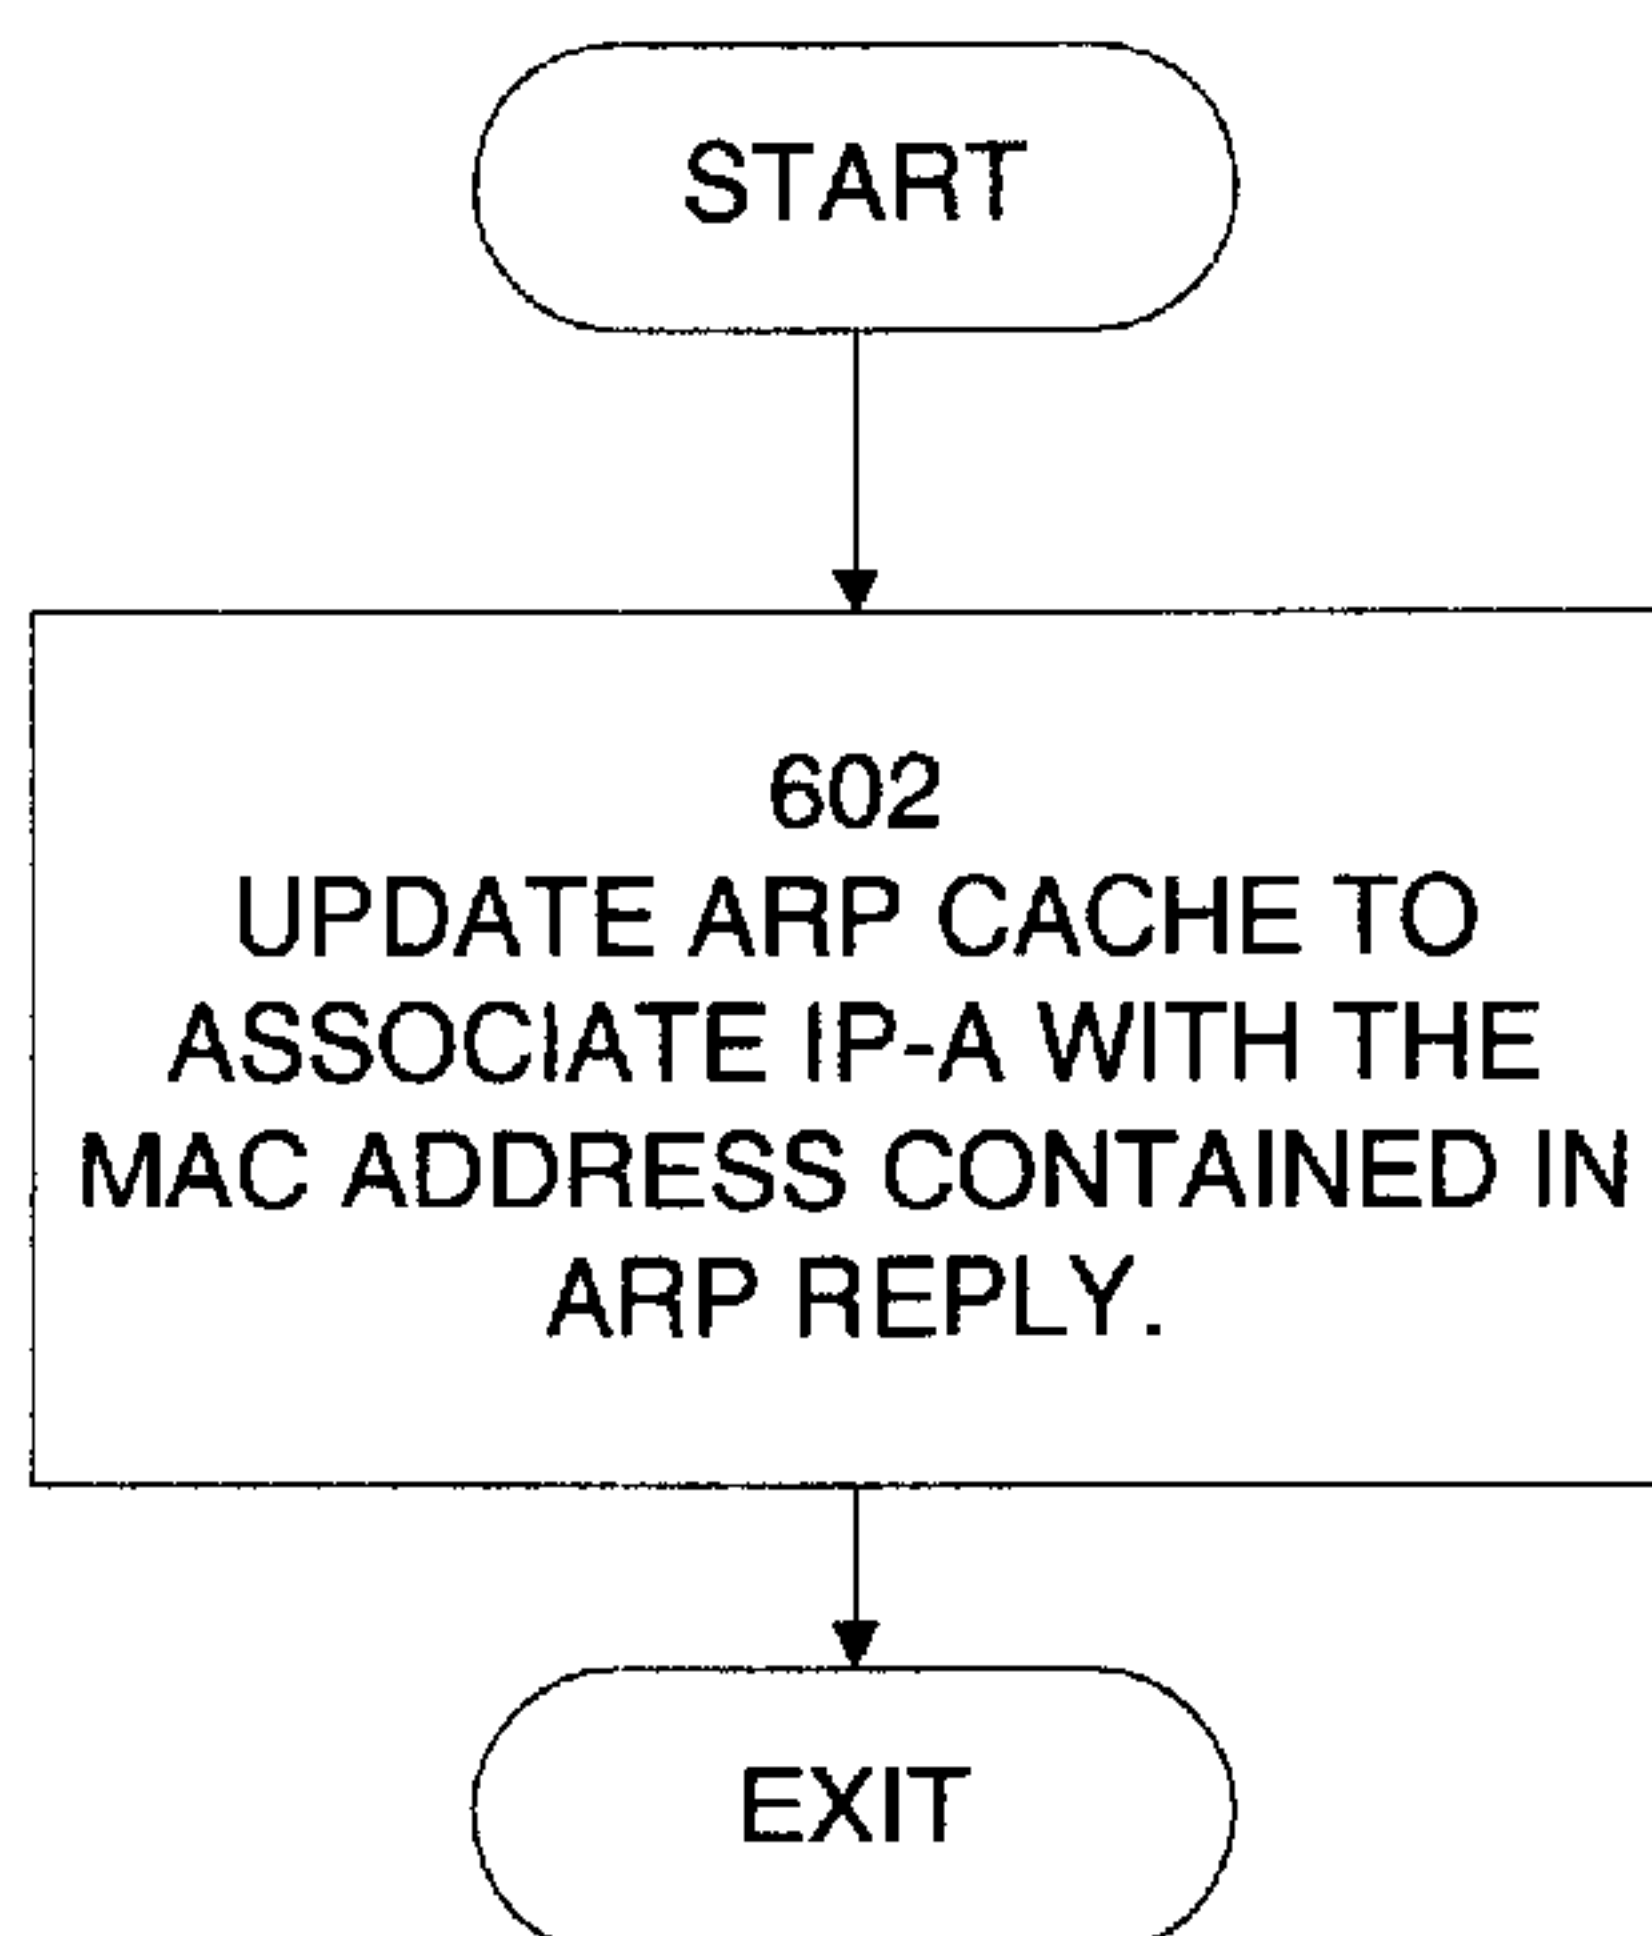 START
602
UPDATE ARP CACHE TO
ASSOCIATE IP-A WITH THE
MAC ADDRESS CONTAINED IN
ARP REPLY.
EXIT